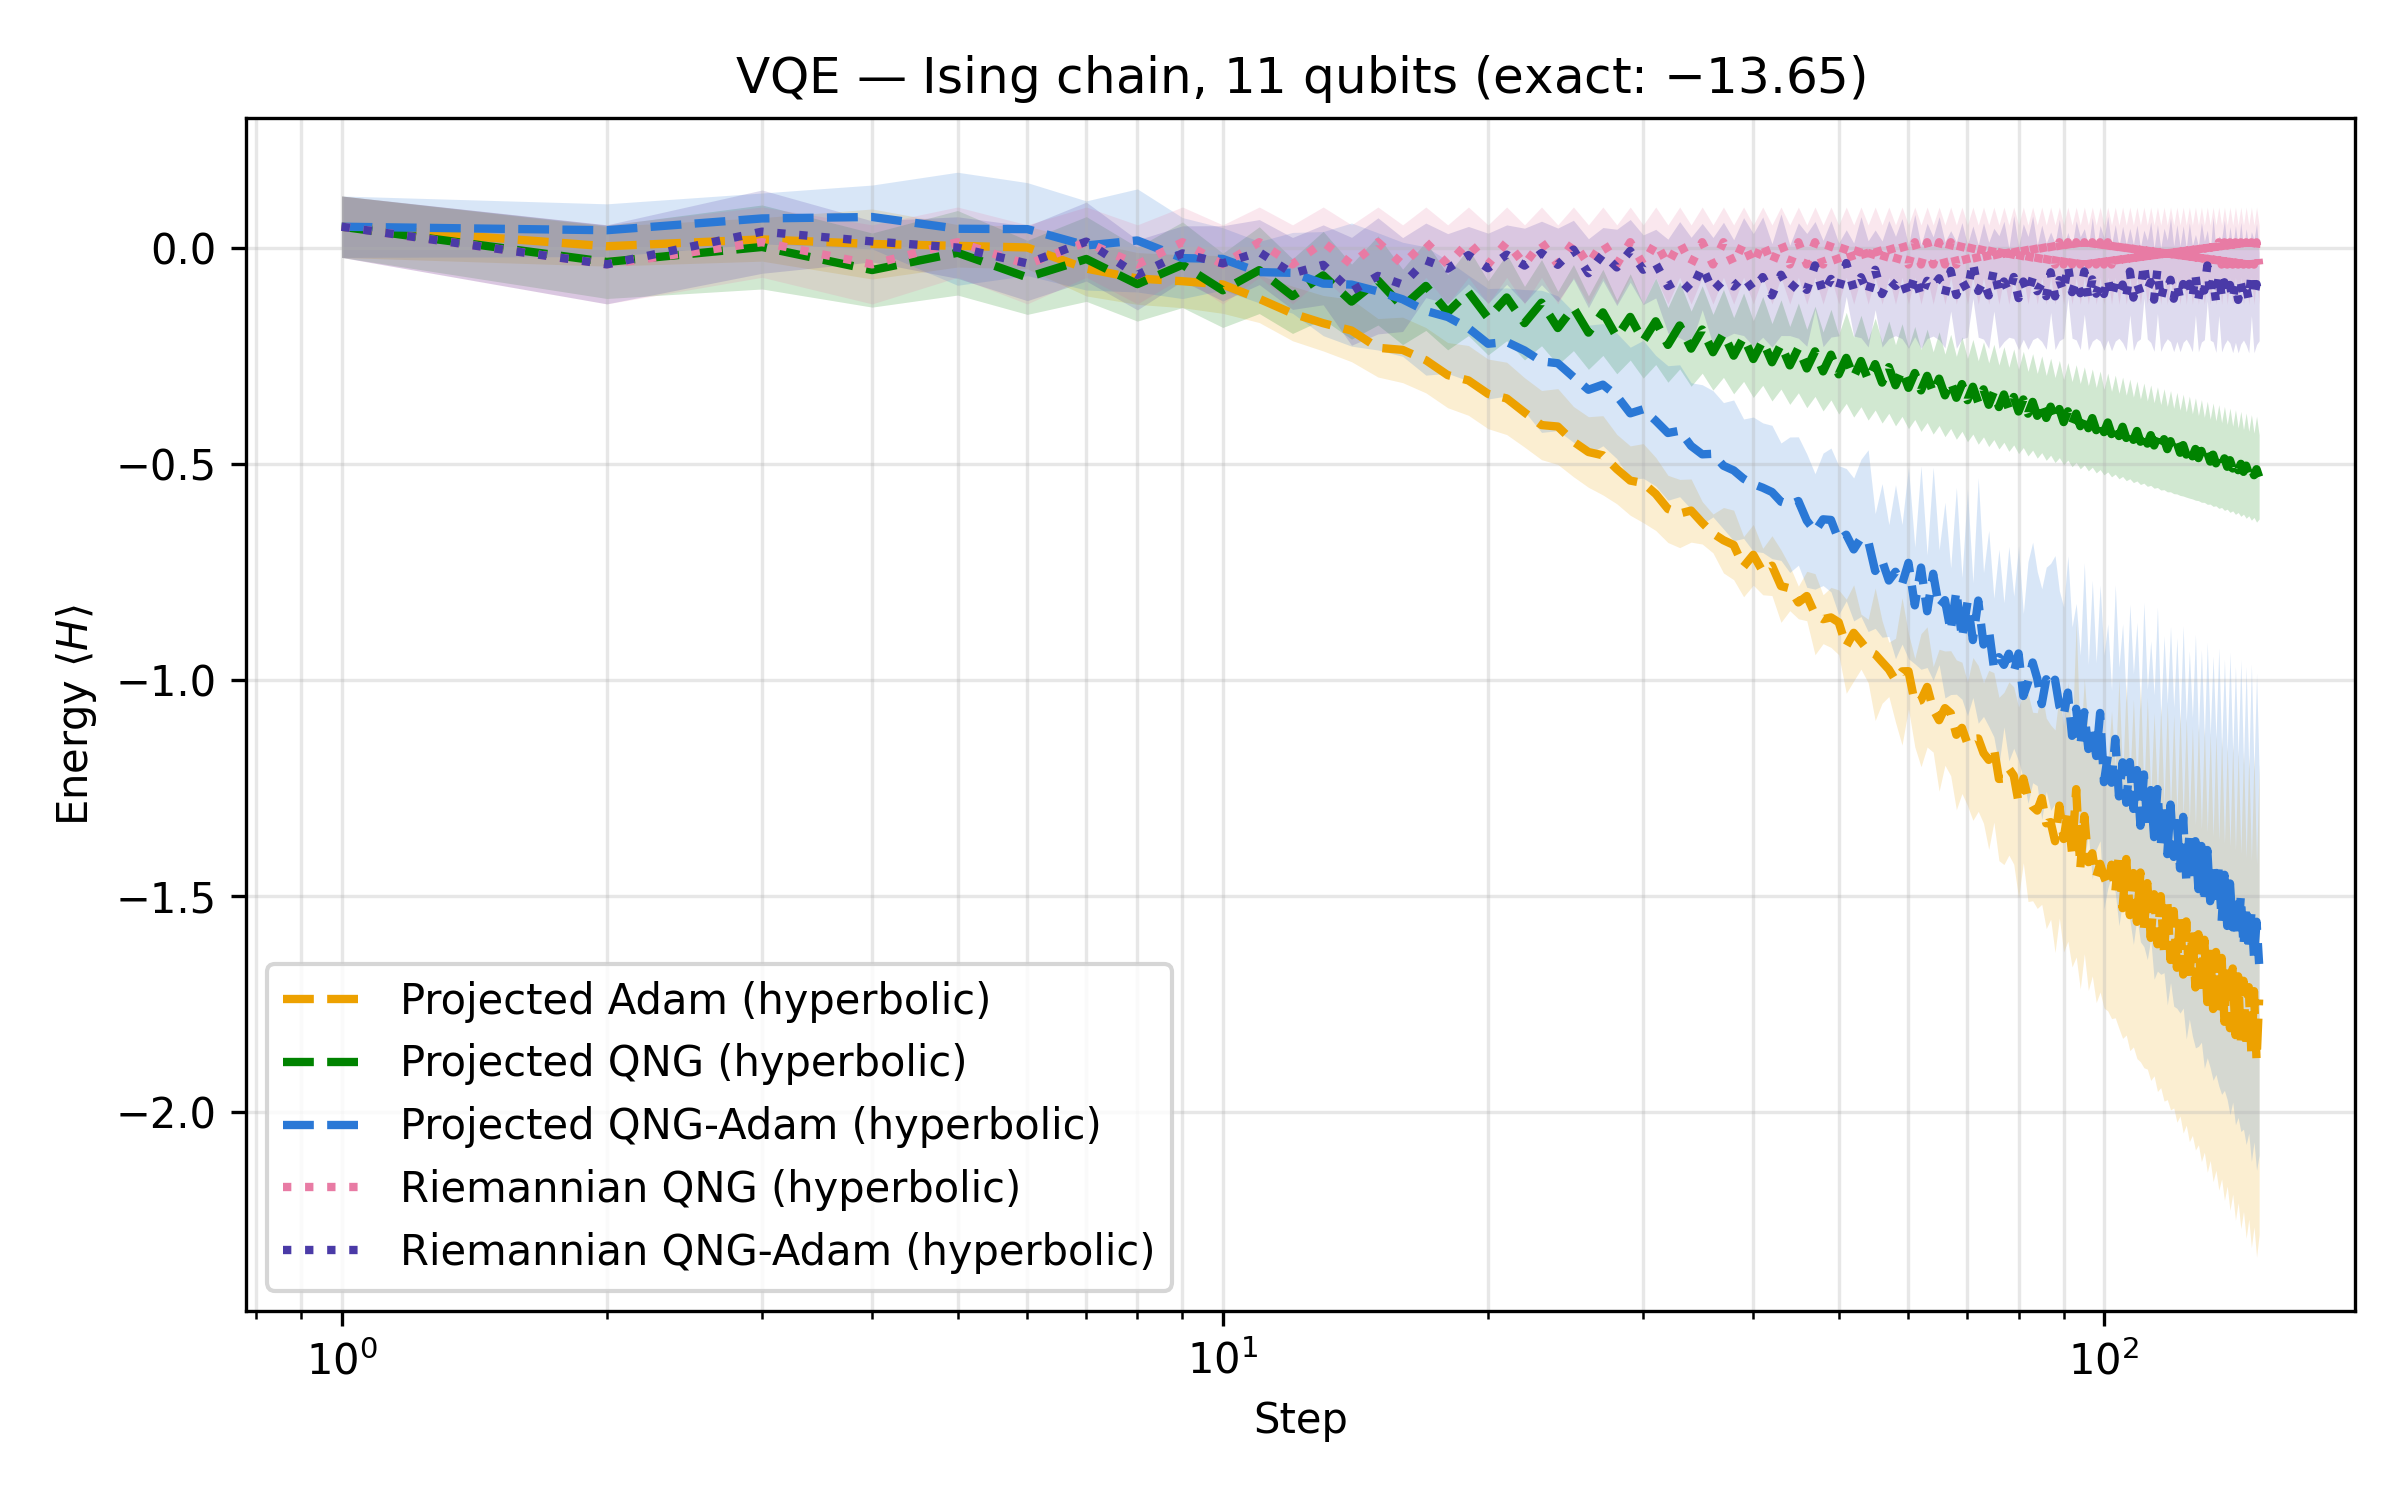 VQE — Ising chain, 11 qubits (exact: −13.65)
Energy ⟨H⟩
0.0
−0.5
−1.0
−1.5
−2.0
Projected Adam (hyperbolic)
Projected QNG (hyperbolic)
Projected QNG-Adam (hyperbolic)
Riemannian QNG (hyperbolic)
Riemannian QNG-Adam (hyperbolic)
10⁰
10¹
10²
Step